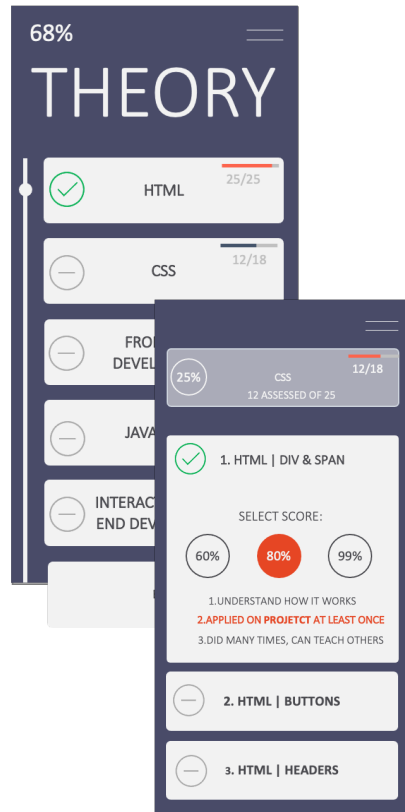 68%
THEORY
25/25
HTML
12/18
CSS
12/18
25%
CSS
12 ASSESSED OF 25
1. HTML | DIV & SPAN
SELECT SCORE:
60%
80%
99%
1.UNDERSTAND HOW IT WORKS
2.APPLIED ON PROJETCT AT LEAST ONCE
3.DID MANY TIMES, CAN TEACH OTHERS
2. HTML | BUTTONS
3. HTML | HEADERS